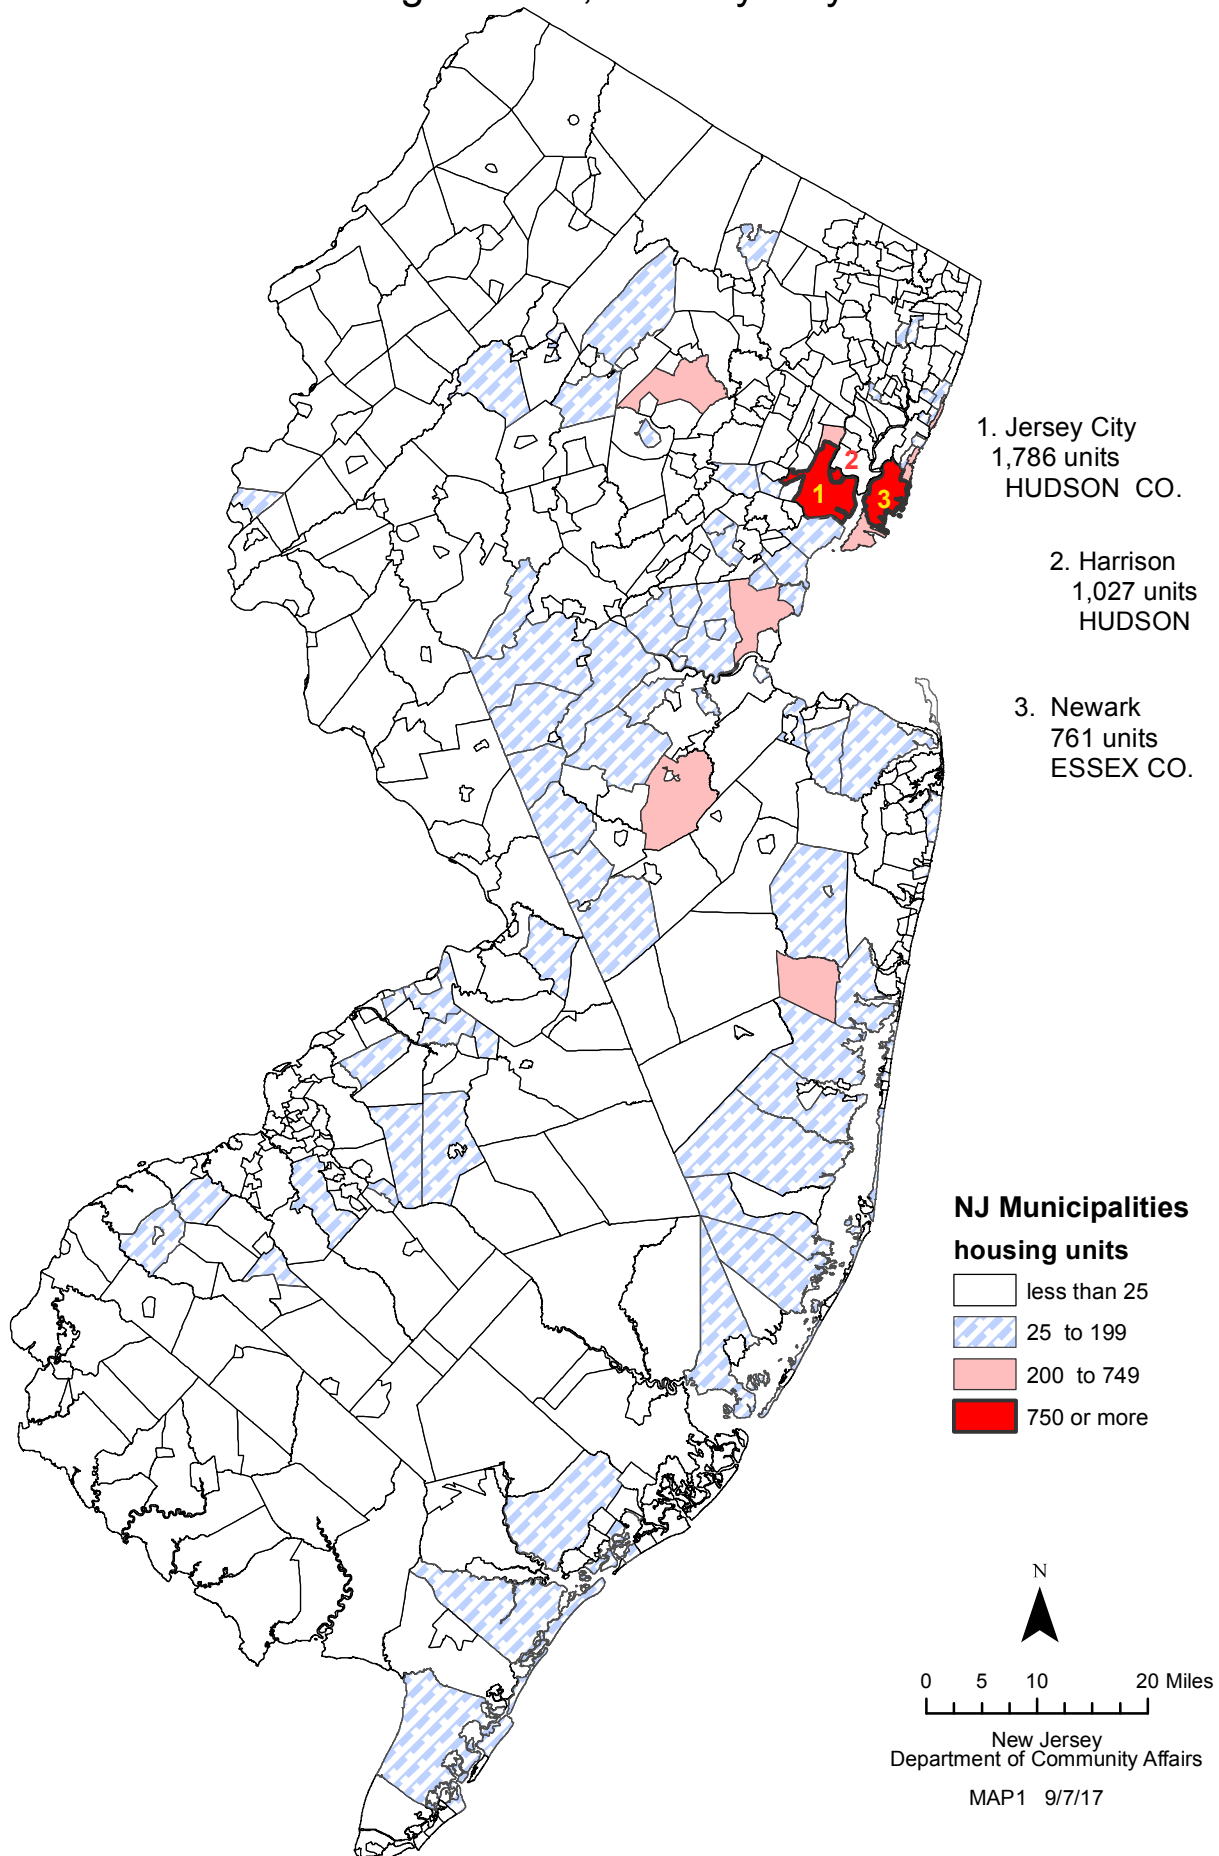 1. Jersey City
1,786 units
HUDSON CO.
2. Harrison
1,027 units
HUDSON
3. Newark
761 units
ESSEX CO.
2
1
3
NJ Municipalities
housing units
less than 25
25 to 199
200 to 749
750 or more
N
0 5 10 20 Miles
New Jersey
Department of Community Affairs
MAP1 9/7/17